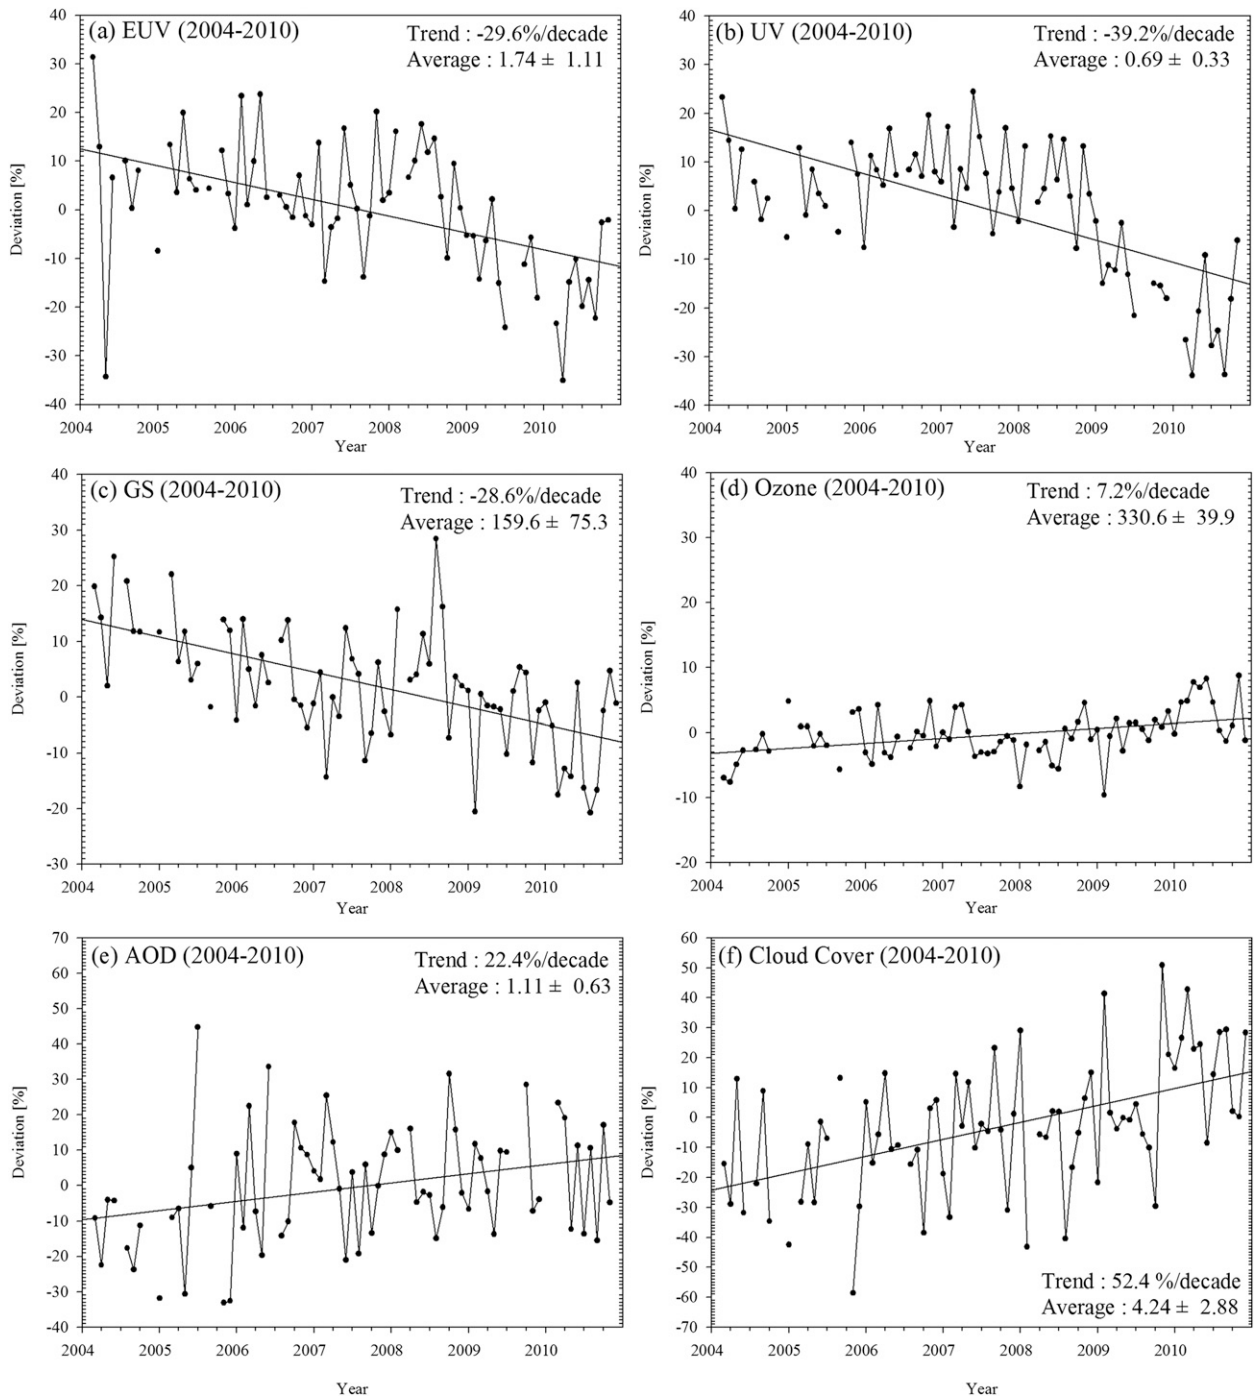 (a) EUV (2004-2010)
Trend : -29.6%/decade
Average : 1.74 ± 1.11
40
30
20
10
0
-10
-20
-30
-40
Deviation [%]
2004 2005 2006 2007 2008 2009 2010
Year
(b) UV (2004-2010)
Trend : -39.2%/decade
Average : 0.69 ± 0.33
40
30
20
10
0
-10
-20
-30
-40
Deviation [%]
2004 2005 2006 2007 2008 2009 2010
Year
(c) GS (2004-2010)
Trend : -28.6%/decade
Average : 159.6 ± 75.3
40
30
20
10
0
-10
-20
-30
Deviation [%]
2004 2005 2006 2007 2008 2009 2010
Year
(d) Ozone (2004-2010)
Trend : 7.2%/decade
Average : 330.6 ± 39.9
40
30
20
10
0
-10
-20
Deviation [%]
2004 2005 2006 2007 2008 2009 2010
Year
(e) AOD (2004-2010)
Trend : 22.4%/decade
Average : 1.11 ± 0.63
70
60
50
40
30
20
10
0
-10
-20
-30
-40
Deviation [%]
2004 2005 2006 2007 2008 2009 2010
Year
(f) Cloud Cover (2004-2010)
60
50
40
30
20
10
0
-10
-20
-30
-40
-50
-60
-70
Deviation [%]
Trend : 52.4 %/decade
Average : 4.24 ± 2.88
2004 2005 2006 2007 2008 2009 2010
Year